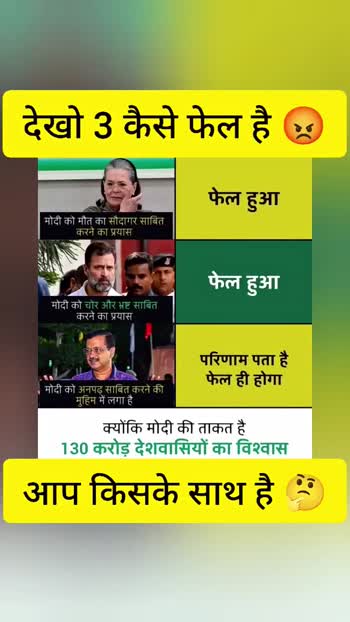 देखो 3 कैसे फेल है 😡
मोदी को मौत का सौदागर साबित
करने का प्रयास
फेल हुआ
मोदी को चोर और भ्रष्ट साबित
करने का प्रयास
फेल हुआ
मोदी को अनपढ़ साबित करने की
मुहिम में लगा है
परिणाम पता है
फेल ही होगा
क्योंकि मोदी की ताकत है
130 करोड़ देशवासियों का विश्वास
आप किसके साथ है 🤔